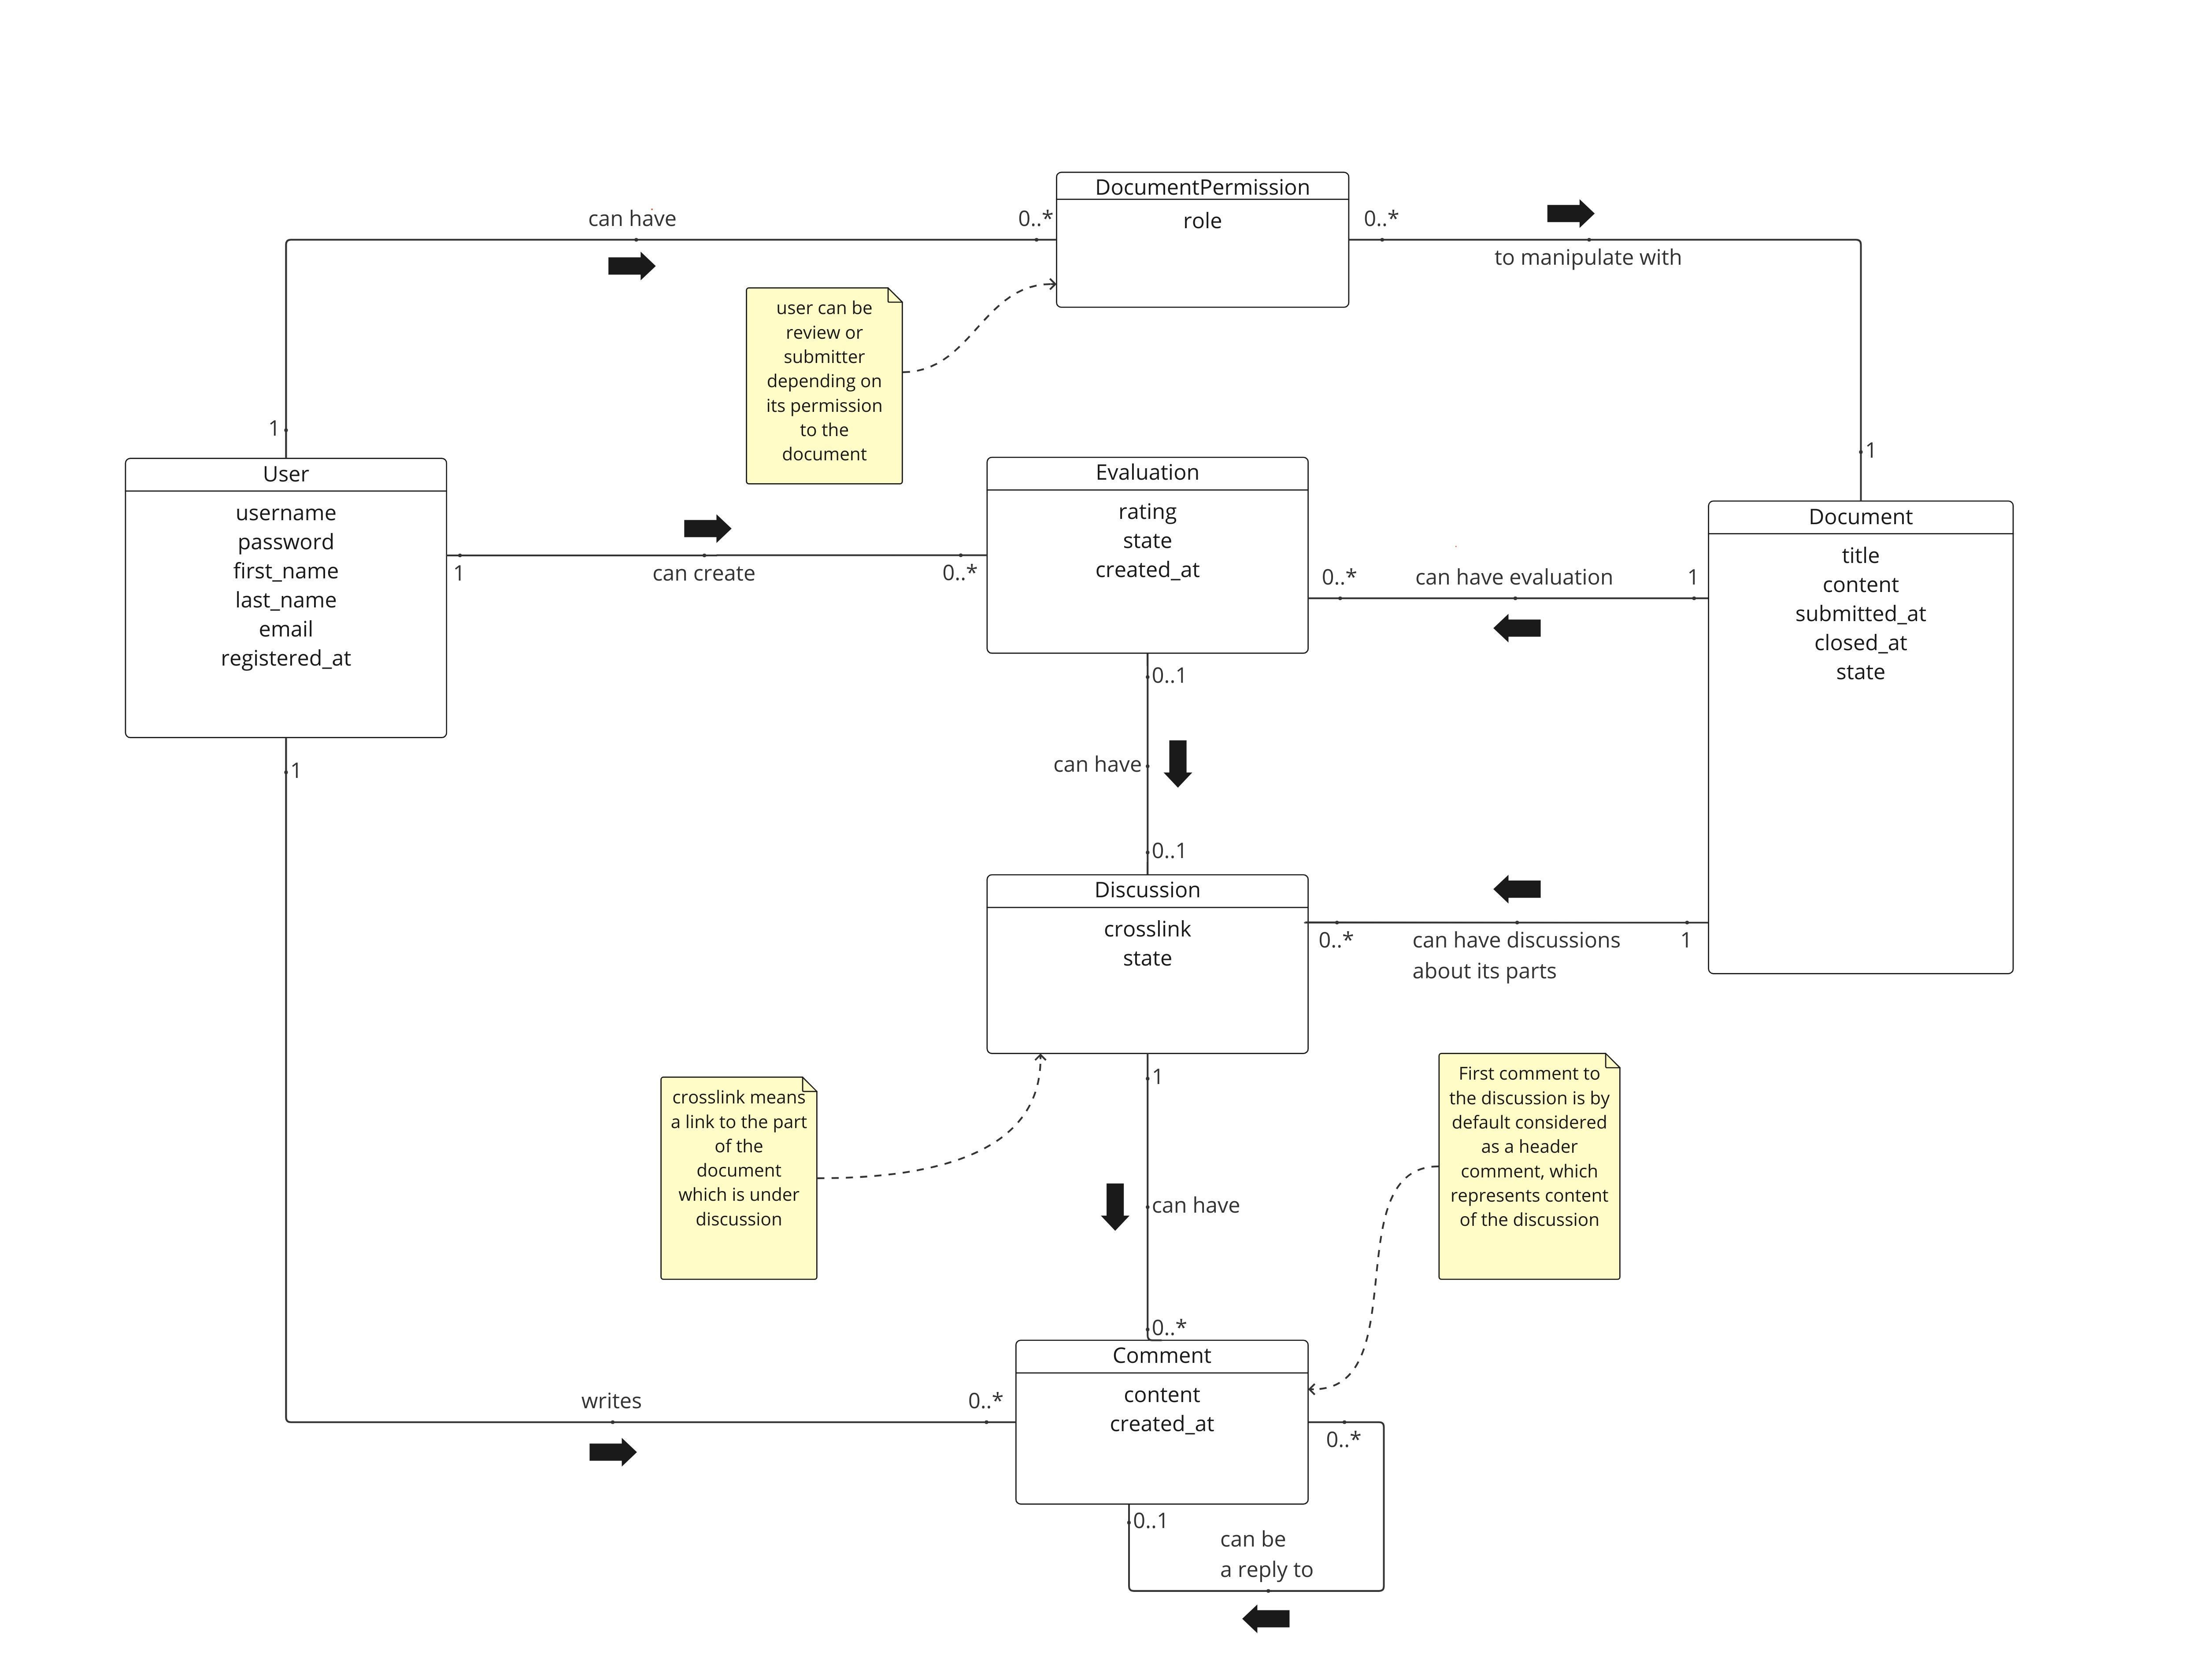 DocumentPermission
role
can have
0..*
0..*
to manipulate with
user can be
review or
submitter
depending on
its permission
to the
document
1
1
User
username
password
first_name
last_name
email
registered_at
1
can create
0..*
Evaluation
rating
state
created_at
0..*
can have evaluation
1
Document
title
content
submitted_at
closed_at
state
0..1
1
can have
0..1
Discussion
crosslink
state
0..*
can have discussions
about its parts
1
crosslink means
a link to the part
of the
document
which is under
discussion
1
can have
First comment to
the discussion is by
default considered
as a header
comment, which
represents content
of the discussion
0..*
Comment
content
created_at
writes
0..*
0..*
0..1
can be
a reply to